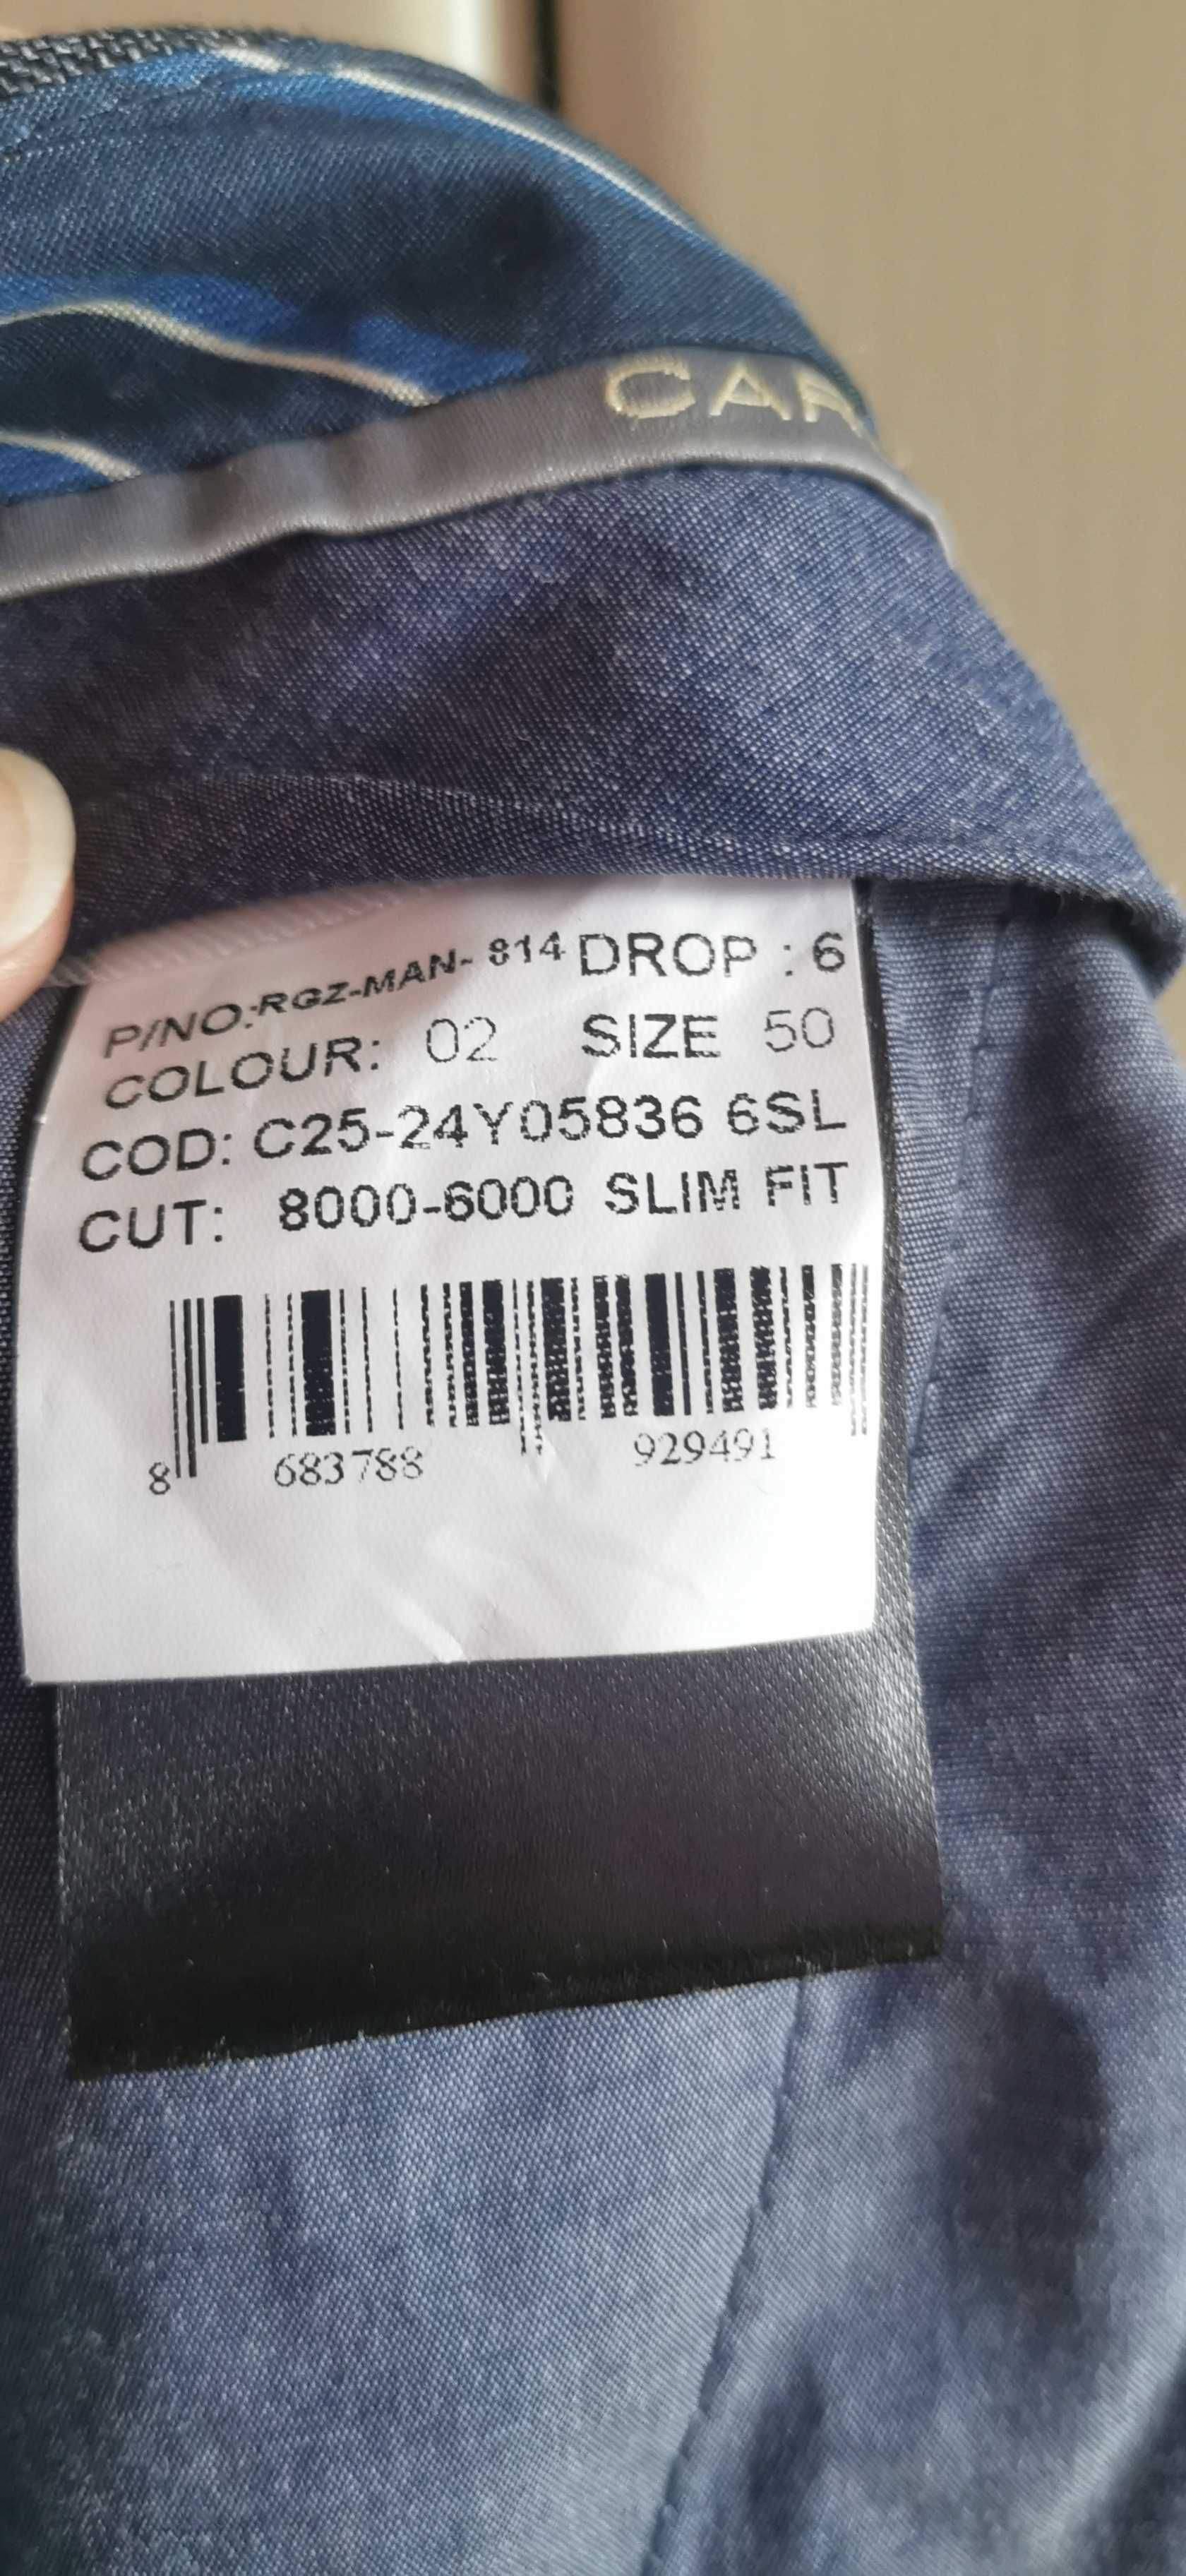 CAR
P/NO:RGZ-MAN-814 DROP : 6
COLOUR: 02 SIZE 50
COD: C25-24Y05836 6SL
CUT: 8000-6000 SLIM FIT
8 683788 929491